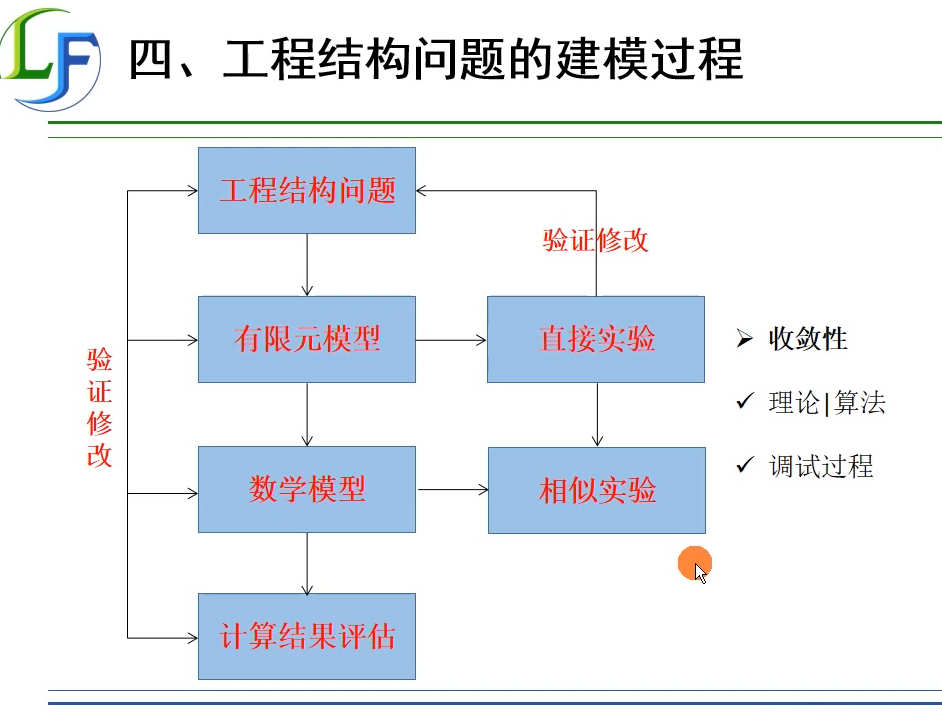 LF
四、工程结构问题的建模过程
工程结构问题
验证修改
有限元模型
直接实验
收敛性
验证修改
理论|算法
数学模型
相似实验
调试过程
计算结果评估